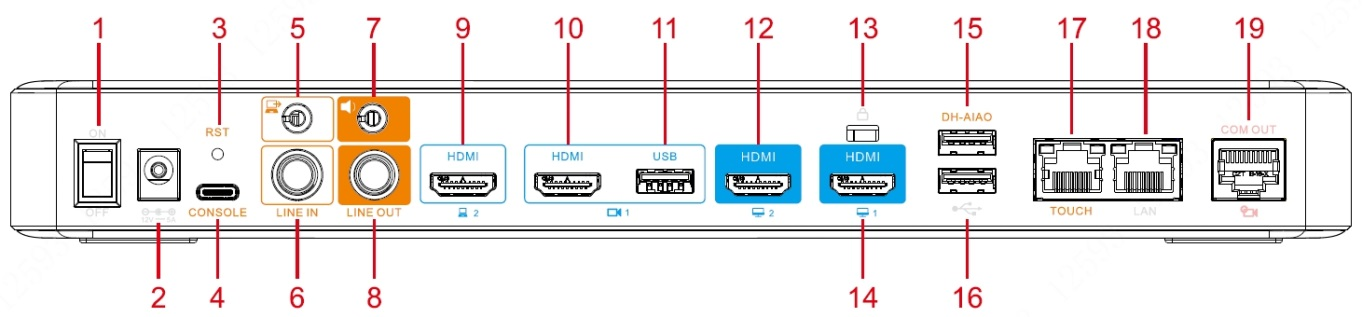 1 3 5 7 9 10 11 12 13 15 17 18 19
ON
RST
DH-AIAO
COM OUT
HDMI HDMI USB HDMI HDMI
OFF
12V 5A
CONSOLE
LINE IN
LINE OUT
2 1 2 1
TOUCH
LAN
2 4 6 8 14 16